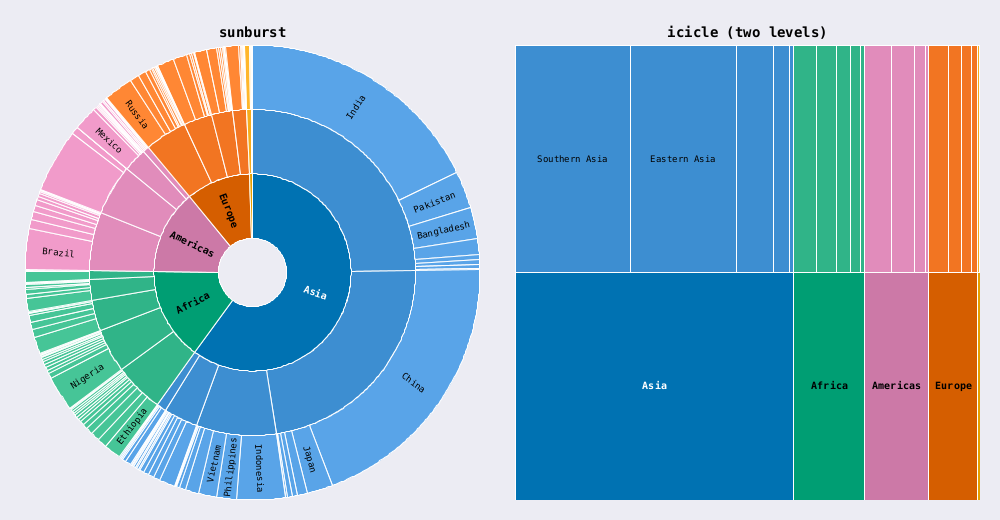 sunburst
icicle (two levels)
India
Russia
Mexico
Pakistan
Bangladesh
Europe
Americas
Brazil
Asia
Africa
Nigeria
Ethiopia
China
Vietnam
Philippines
Indonesia
Japan
Southern Asia
Eastern Asia
Asia
Africa
Americas
Europe